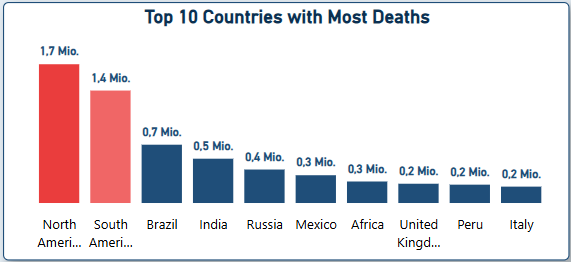 Top 10 Countries with Most Deaths
1,7 Mio.
1,4 Mio.
0,7 Mio.
0,5 Mio.
0,4 Mio.
0,3 Mio.
0,3 Mio.
0,2 Mio.
0,2 Mio.
0,2 Mio.
North
Ameri...
South
Ameri...
Brazil
India
Russia
Mexico
Africa
United
Kingd...
Peru
Italy